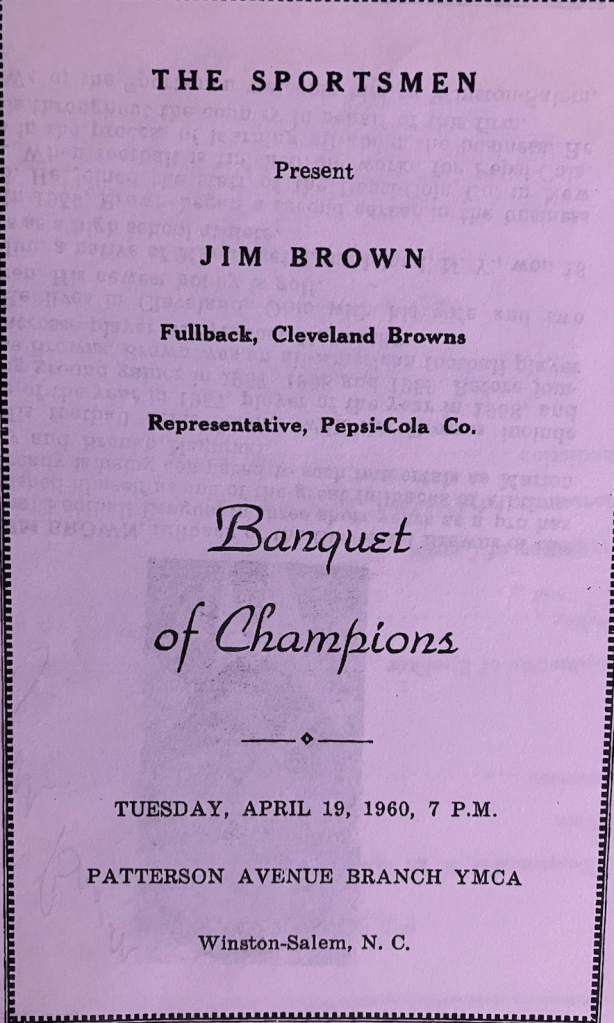 THE SPORTSMEN
Present
JIM BROWN
Fullback, Cleveland Browns
Representative, Pepsi-Cola Co.
Banquet
of Champions
TUESDAY, APRIL 19, 1960, 7 P.M.
PATTERSON AVENUE BRANCH YMCA
Winston-Salem, N. C.